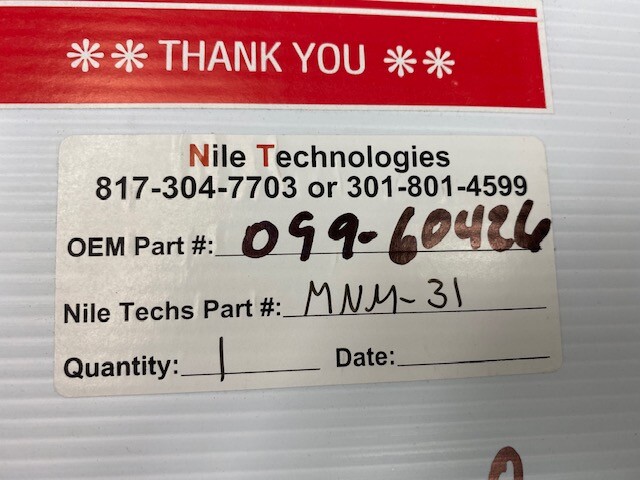 ** THANK YOU **
Nile Technologies
817-304-7703 or 301-801-4599
OEM Part #: 099-60426
Nile Techs Part #: MNM-31
Quantity: 1 Date: